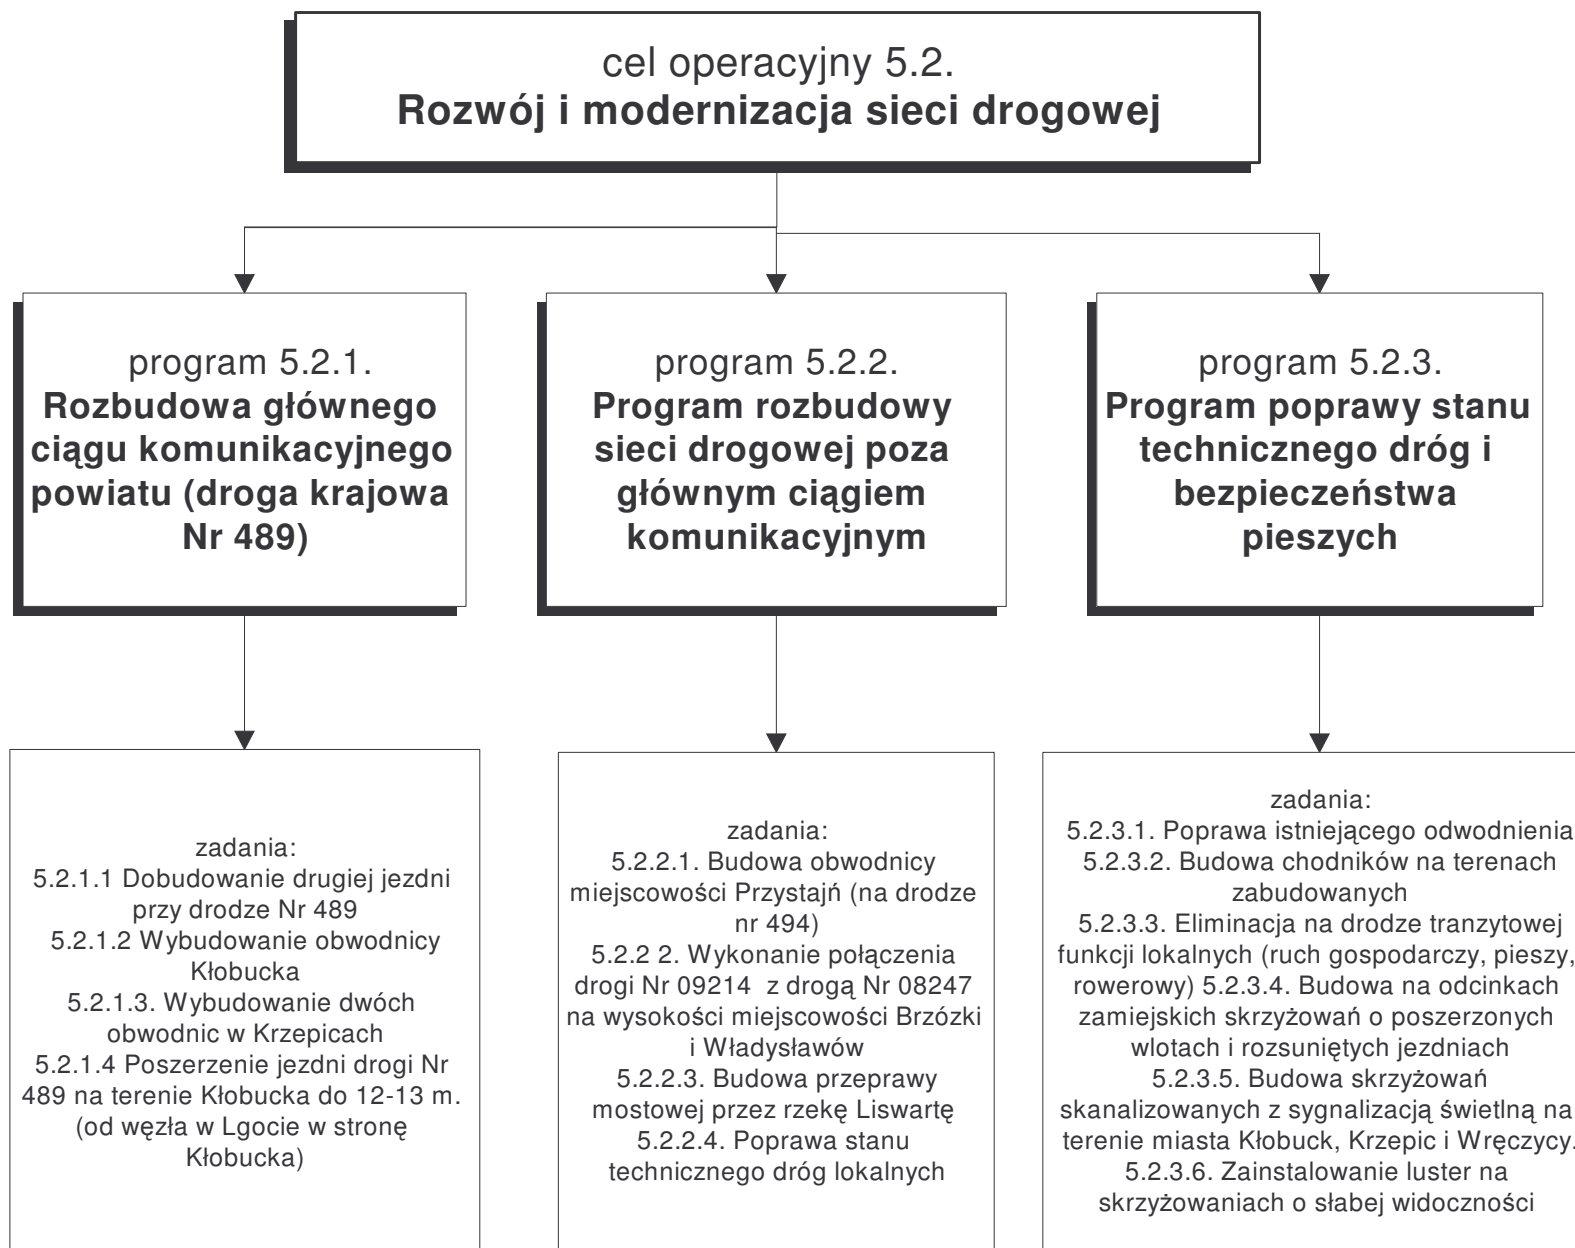 cel operacyjny 5.2.
Rozwój i modernizacja sieci drogowej
program 5.2.1.
Rozbudowa głównego
ciągu komunikacyjnego
powiatu (droga krajowa
Nr 489)
program 5.2.2.
Program rozbudowy
sieci drogowej poza
głównym ciągiem
komunikacyjnym
program 5.2.3.
Program poprawy stanu
technicznego dróg i
bezpieczeństwa
pieszych
zadania:
5.2.1.1 Dobudowanie drugiej jezdni
przy drodze Nr 489
5.2.1.2 Wybudowanie obwodnicy
Kłobucka
5.2.1.3. Wybudowanie dwóch
obwodnic w Krzepicach
5.2.1.4 Poszerzenie jezdni drogi Nr
489 na terenie Kłobucka do 12-13 m.
(od węzła w Lgocie w stronę
Kłobucka)
zadania:
5.2.2.1. Budowa obwodnicy
miejscowości Przystajń (na drodze
nr 494)
5.2.2 2. Wykonanie połączenia
drogi Nr 09214 z drogą Nr 08247
na wysokości miejscowości Brzózki
i Władysławów
5.2.2.3. Budowa przeprawy
mostowej przez rzekę Liswartę
5.2.2.4. Poprawa stanu
technicznego dróg lokalnych
zadania:
5.2.3.1. Poprawa istniejącego odwodnienia
5.2.3.2. Budowa chodników na terenach
zabudowanych
5.2.3.3. Eliminacja na drodze tranzytowej
funkcji lokalnych (ruch gospodarczy, pieszy,
rowerowy) 5.2.3.4. Budowa na odcinkach
zamiejskich skrzyżowań o poszerzonych
wlotach i rozsuniętych jezdniach
5.2.3.5. Budowa skrzyżowań
skanalizowanych z sygnalizacją świetlną na
terenie miasta Kłobuck, Krzepic i Wręczycy.
5.2.3.6. Zainstalowanie luster na
skrzyżowaniach o słabej widoczności